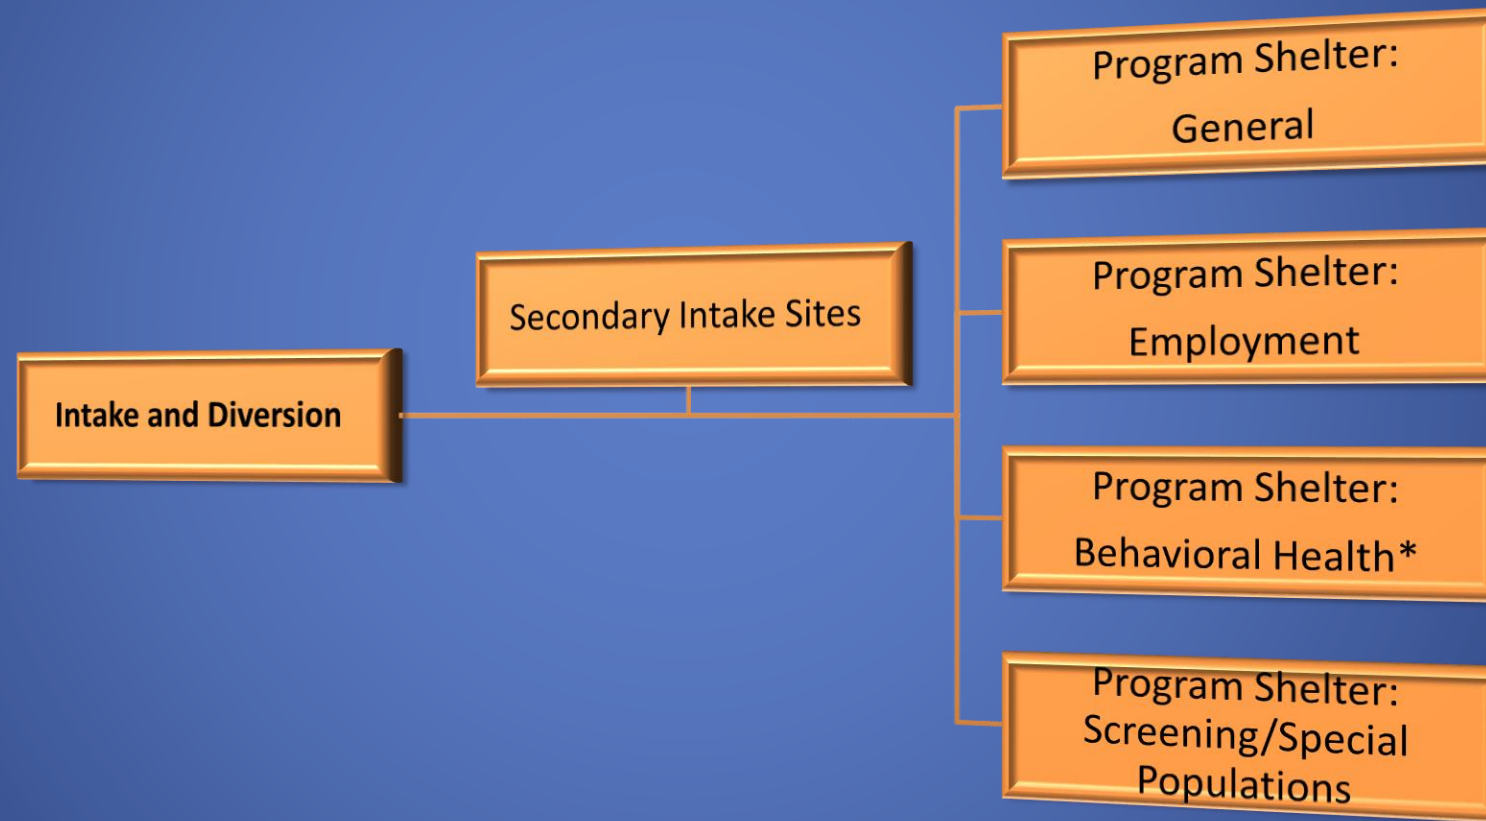 Program Shelter:
General
Secondary Intake Sites
Program Shelter:
Employment
Intake and Diversion
Program Shelter:
Behavioral Health*
Program Shelter:
Screening/Special
Populations